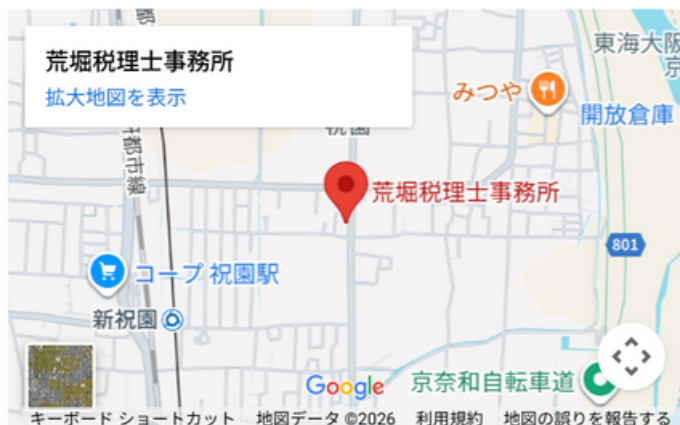 荒堀税理士事務所
拡大地図を表示
東海大阪
京
みつや
開放倉庫
祝園
都市線
荒堀税理士事務所
801
コープ 祝園駅
新祝園
Google
京奈和自転車道
キーボード ショートカット
地図データ ©2026
利用規約
地図の誤りを報告する